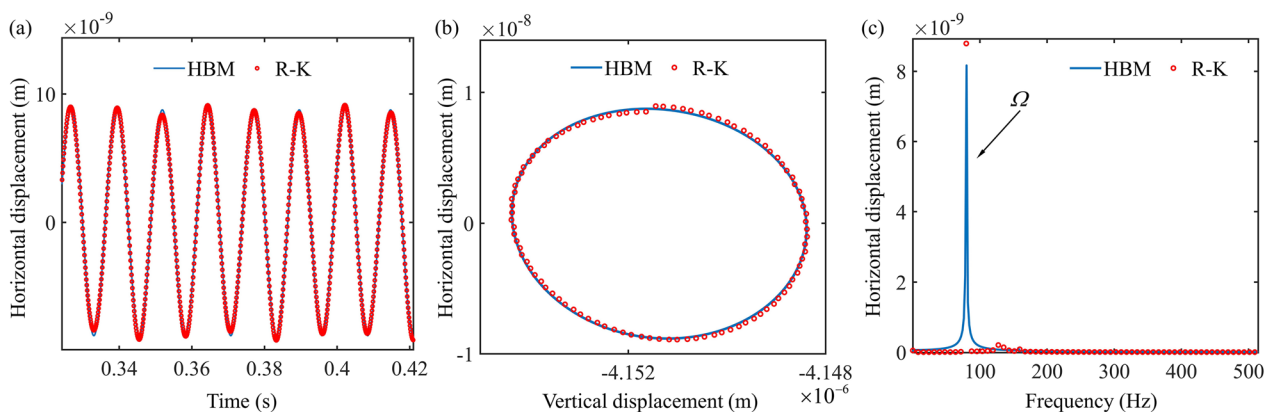 (a)
×10⁻⁹
HBM
R-K
Horizontal displacement (m)
10
0
0.34
0.36
0.38
0.4
0.42
Time (s)
(b)
×10⁻⁸
HBM
R-K
Horizontal displacement (m)
1
0
-1
-4.152
-4.148
×10⁻⁶
Vertical displacement (m)
(c)
×10⁻⁹
HBM
R-K
Ω
Horizontal displacement (m)
8
6
4
2
0
100
200
300
400
500
Frequency (Hz)